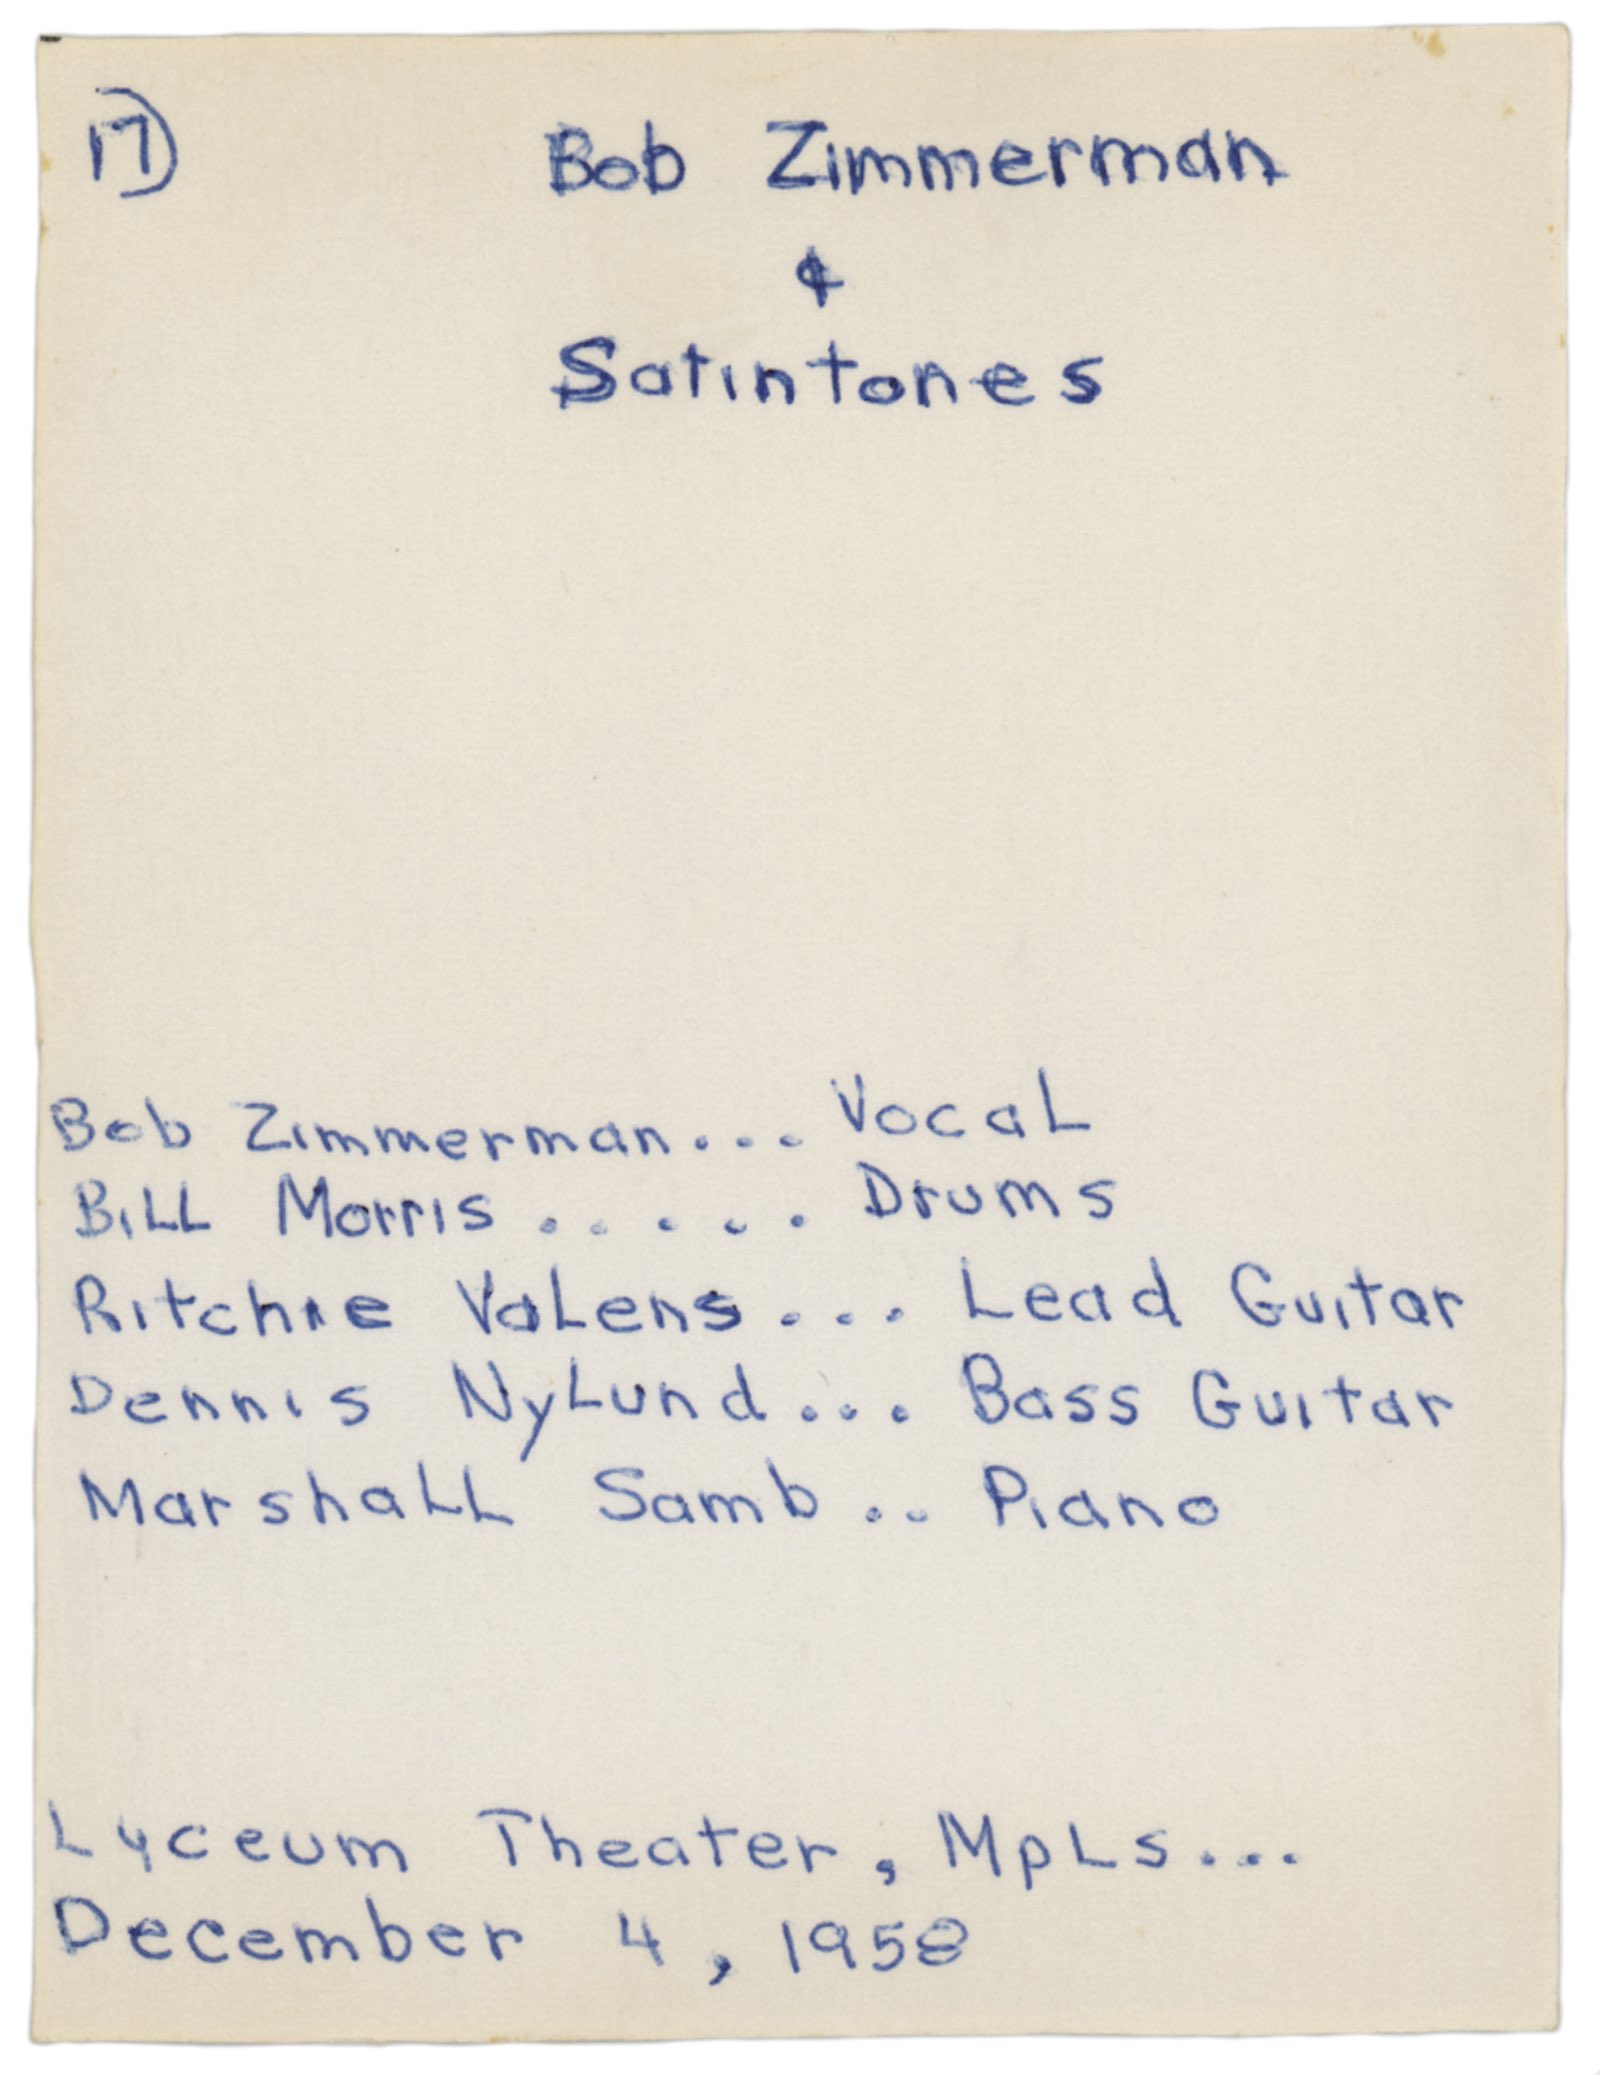 17)
Bob Zimmerman
&
Satintones
Bob Zimmerman... Vocal
Bill Morris ..... Drums
Ritchie Valens ... Lead Guitar
Dennis Nylund ... Bass Guitar
Marshall Samb .. Piano
Lyceum Theater, Mpls...
December 4, 1958